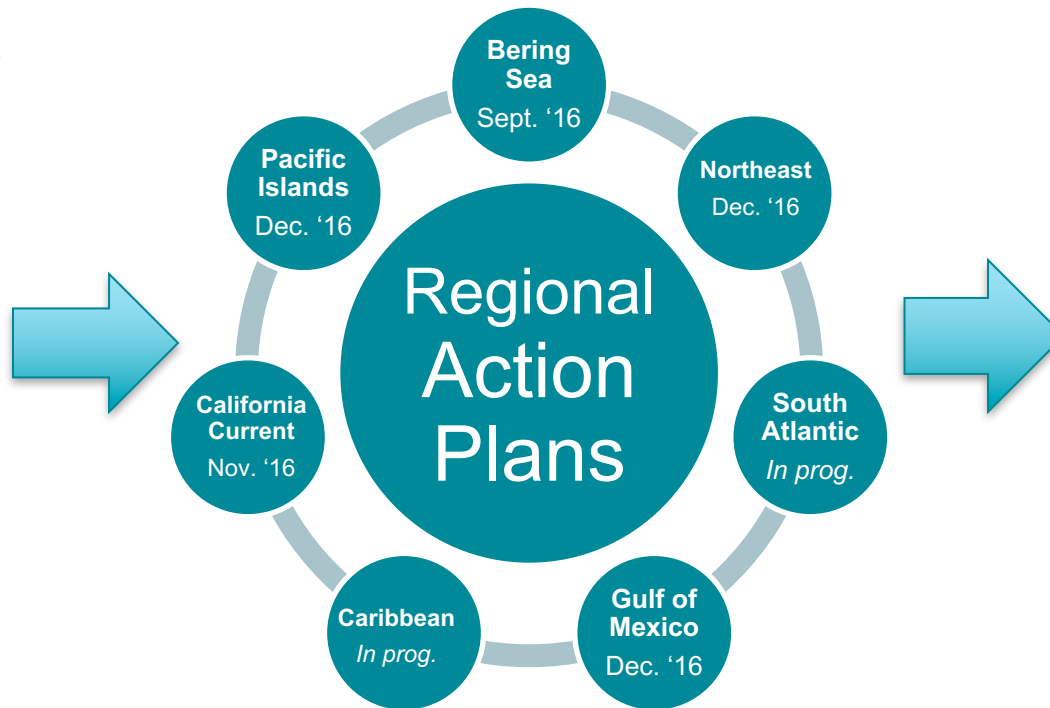 Bering
Sea
Sept. ‘16
Northeast
Dec. ‘16
South
Atlantic
In prog.
Gulf of
Mexico
Dec. ‘16
Caribbean
In prog.
California
Current
Nov. ‘16
Pacific
Islands
Dec. ‘16
Regional
Action
Plans